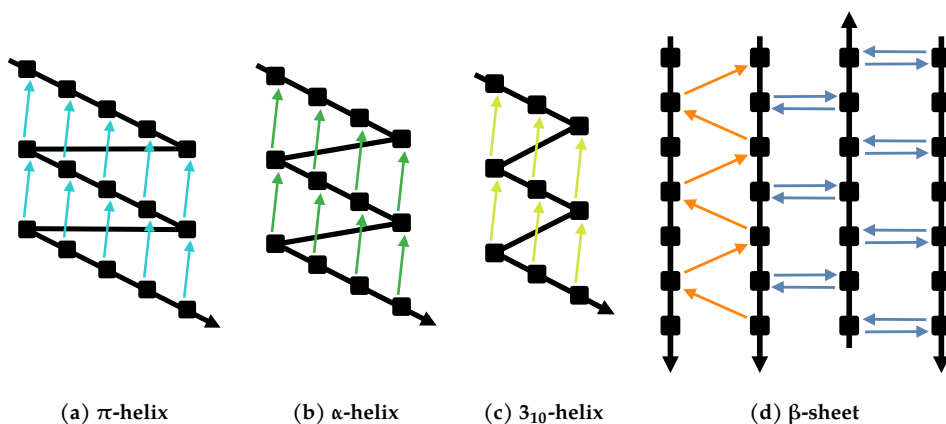 (a) π-helix
(b) α-helix
(c) 3₁₀-helix
(d) β-sheet